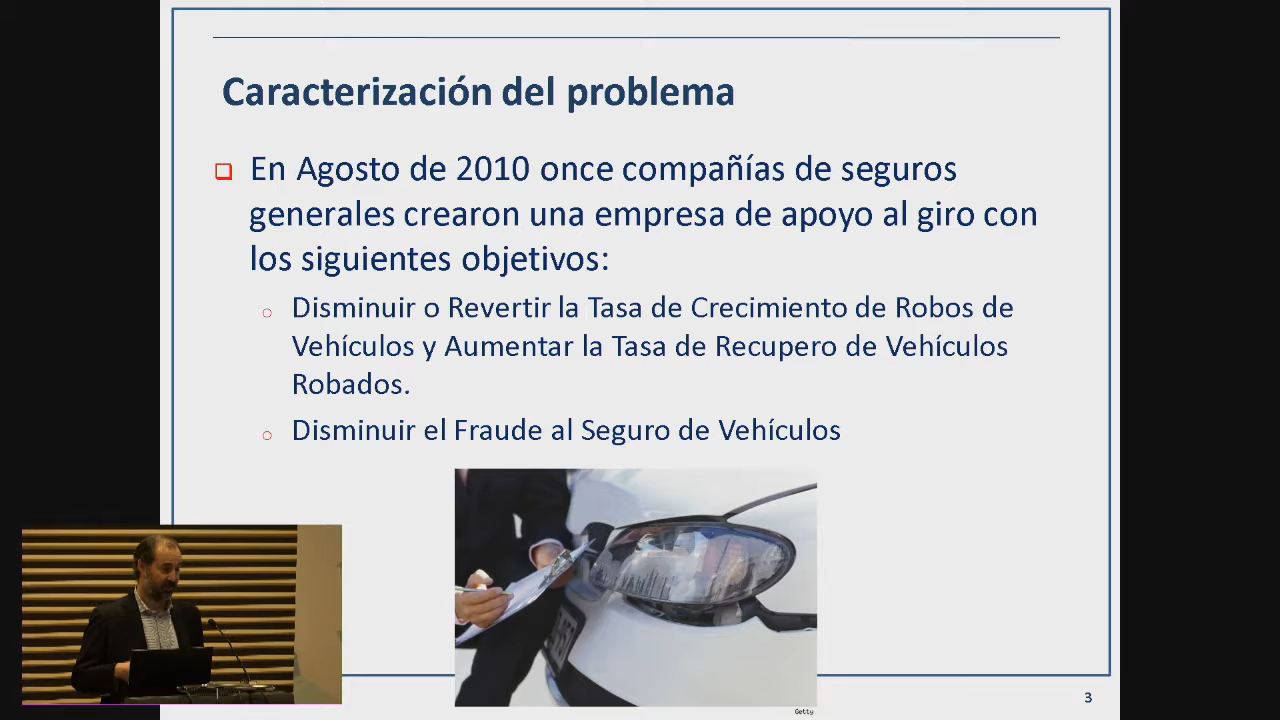 Caracterización del problema
❑ En Agosto de 2010 once compañías de seguros
generales crearon una empresa de apoyo al giro con
los siguientes objetivos:
○ Disminuir o Revertir la Tasa de Crecimiento de Robos de
Vehículos y Aumentar la Tasa de Recupero de Vehículos
Robados.
○ Disminuir el Fraude al Seguro de Vehículos
Getty
3